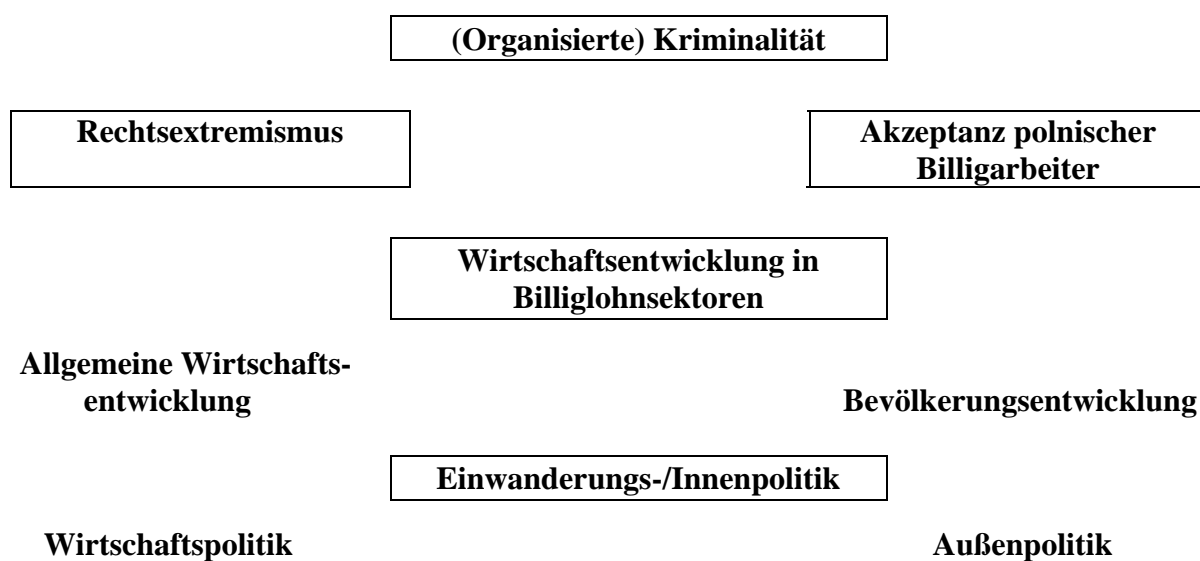 (Organisierte) Kriminalität
Rechtsextremismus
Akzeptanz polnischer
Billigarbeiter
Wirtschaftsentwicklung in
Billiglohnsektoren
Allgemeine Wirtschafts-
entwicklung
Bevölkerungsentwicklung
Einwanderungs-/Innenpolitik
Wirtschaftspolitik
Außenpolitik